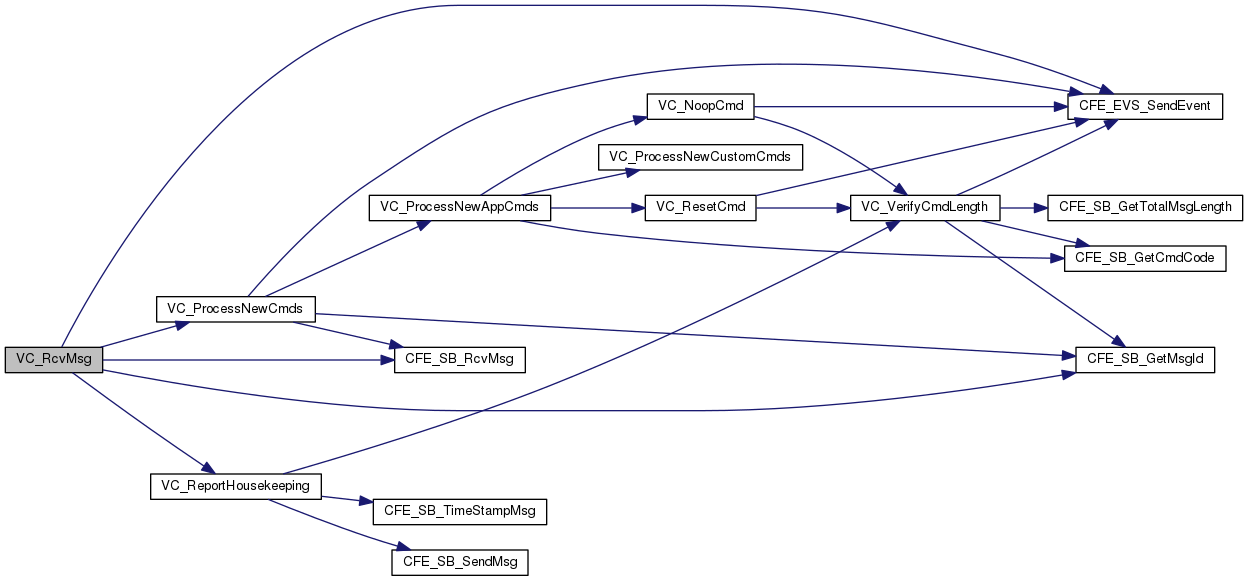 VC_NoopCmd
CFE_EVS_SendEvent
VC_ProcessNewCustomCmds
VC_ProcessNewAppCmds
VC_ResetCmd
VC_VerifyCmdLength
CFE_SB_GetTotalMsgLength
CFE_SB_GetCmdCode
VC_ProcessNewCmds
VC_RcvMsg
CFE_SB_RcvMsg
CFE_SB_GetMsgId
VC_ReportHousekeeping
CFE_SB_TimeStampMsg
CFE_SB_SendMsg